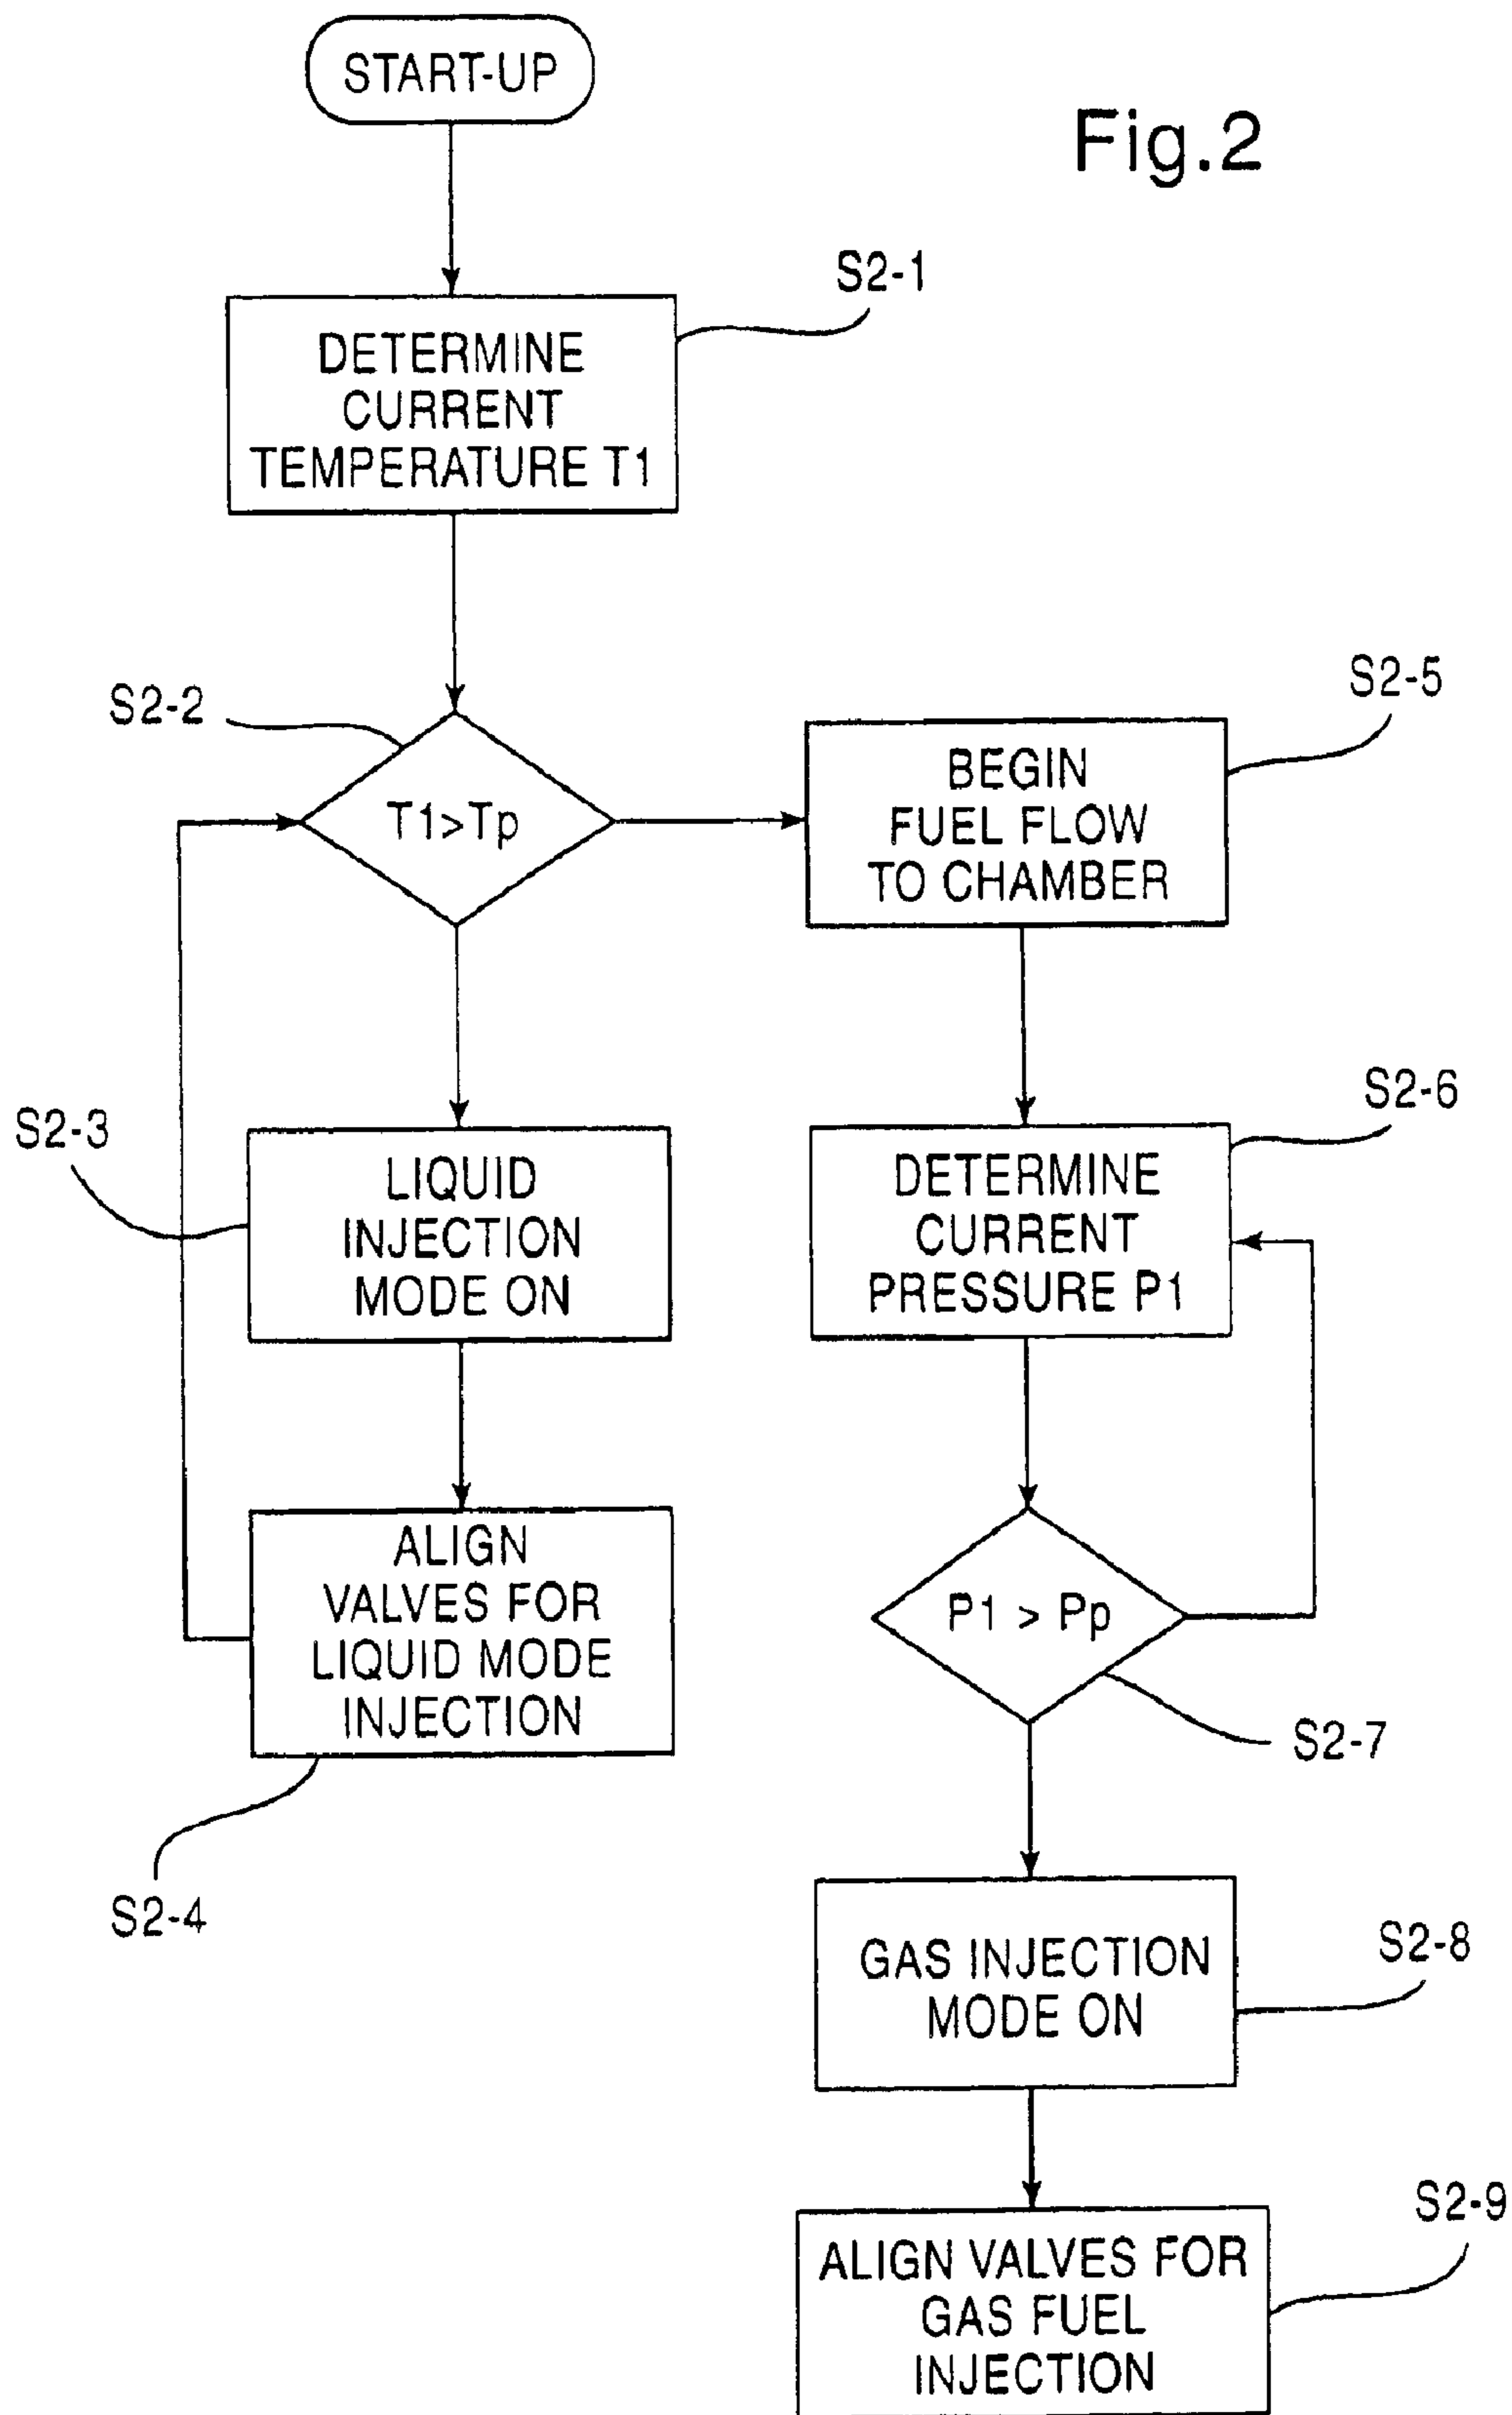 START-UP
Fig.2
S2-1
DETERMINE
CURRENT
TEMPERATURE T1
S2-2
T1>Tp
S2-5
BEGIN
FUEL FLOW
TO CHAMBER
S2-3
LIQUID
INJECTION
MODE ON
S2-6
DETERMINE
CURRENT
PRESSURE P1
ALIGN
VALVES FOR
LIQUID MODE
INJECTION
S2-4
P1 > Pp
S2-7
GAS INJECTION
MODE ON
S2-8
S2-9
ALIGN VALVES FOR
GAS FUEL
INJECTION